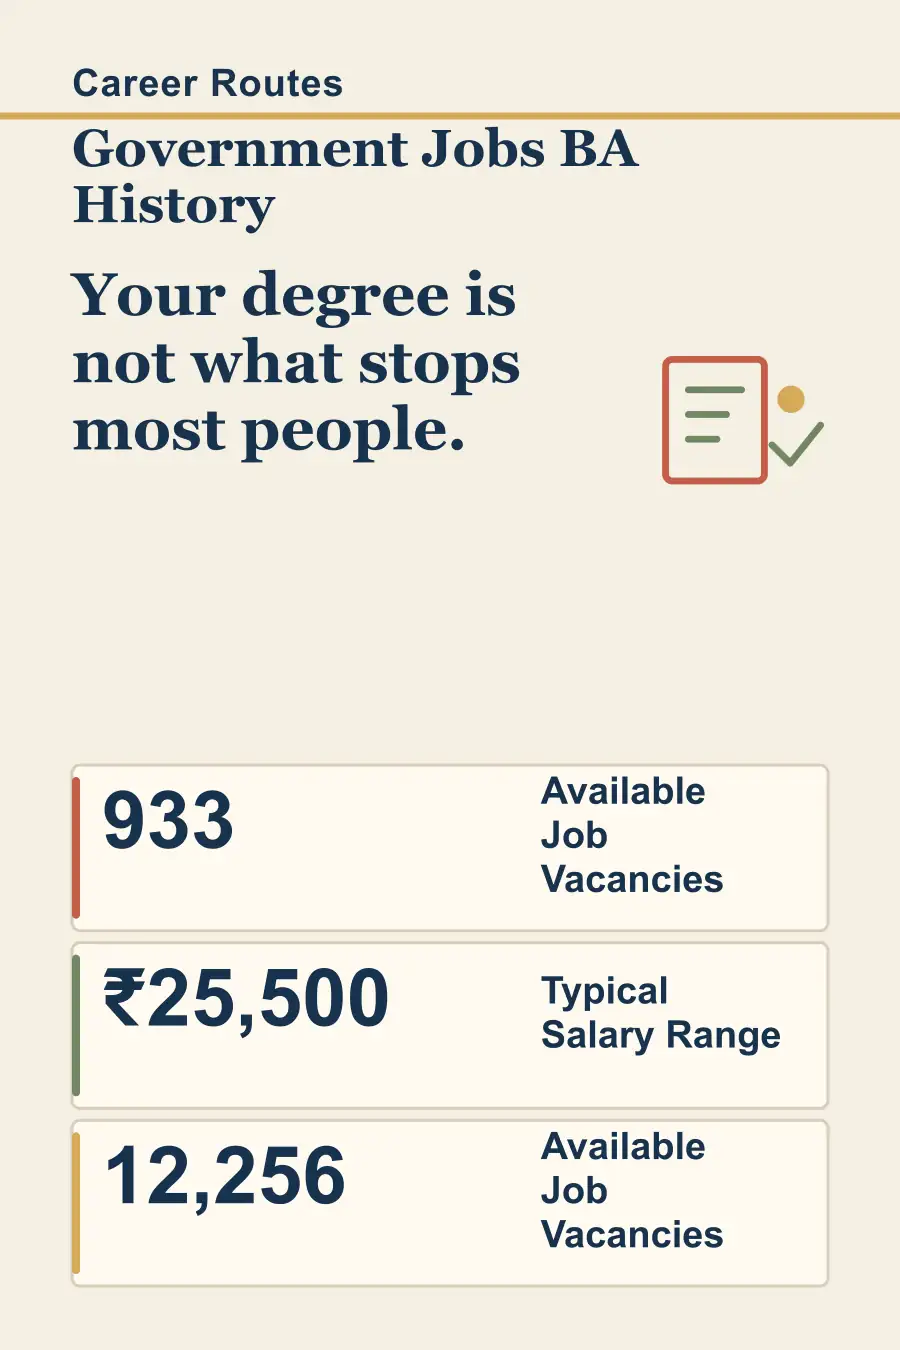 Career Routes
Government Jobs BA
History
Your degree is
not what stops
most people.
933
Available
Job
Vacancies
₹25,500
Typical
Salary Range
12,256
Available
Job
Vacancies